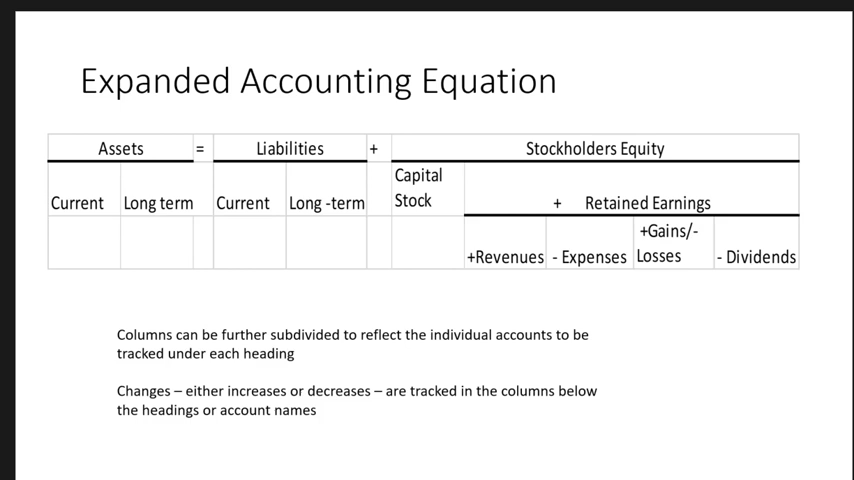 Expanded Accounting Equation
Assets = Liabilities + Stockholders Equity
Current Long term Current Long -term Capital Stock + Retained Earnings
+Revenues - Expenses +Gains/- Losses - Dividends
Columns can be further subdivided to reflect the individual accounts to be
tracked under each heading
Changes – either increases or decreases – are tracked in the columns below
the headings or account names